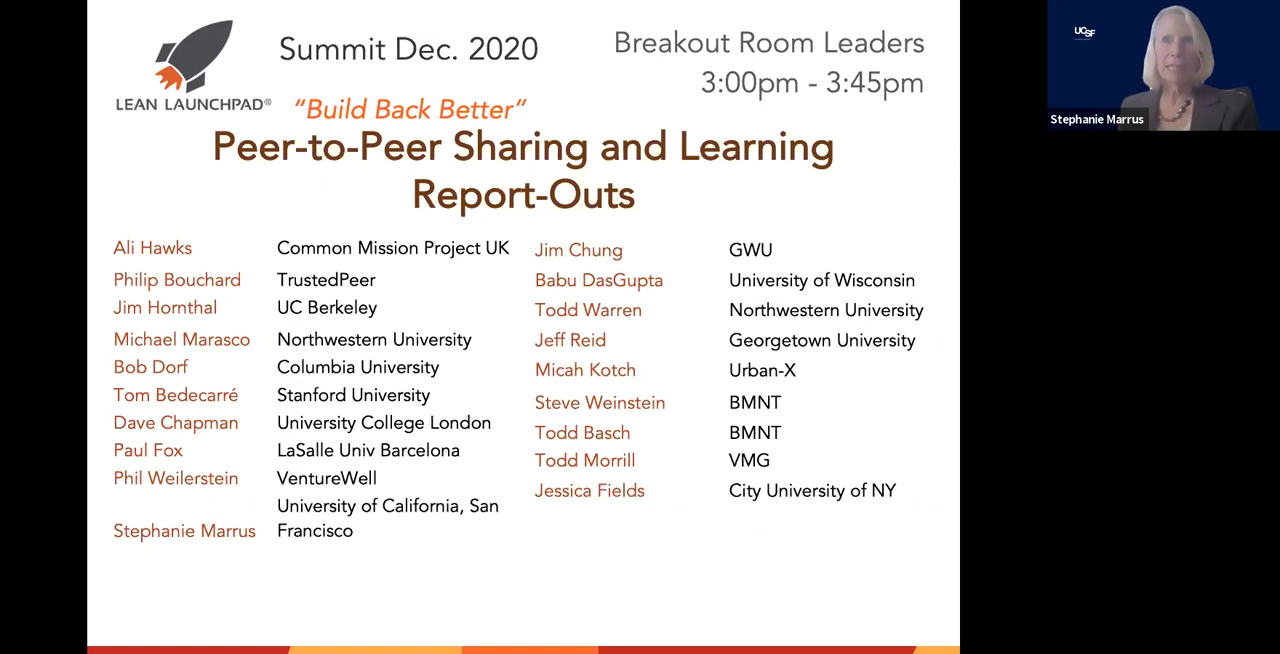 Summit Dec. 2020
Breakout Room Leaders
3:00pm - 3:45pm
LEAN LAUNCHPAD®
“Build Back Better”
Peer-to-Peer Sharing and Learning
Report-Outs
Ali Hawks Common Mission Project UK
Philip Bouchard TrustedPeer
Jim Hornthal UC Berkeley
Michael Marasco Northwestern University
Bob Dorf Columbia University
Tom Bedecarré Stanford University
Dave Chapman University College London
Paul Fox LaSalle Univ Barcelona
Phil Weilerstein VentureWell
University of California, San
Stephanie Marrus Francisco
Jim Chung GWU
Babu DasGupta University of Wisconsin
Todd Warren Northwestern University
Jeff Reid Georgetown University
Micah Kotch Urban-X
Steve Weinstein BMNT
Todd Basch BMNT
Todd Morrill VMG
Jessica Fields City University of NY
UCSF
Stephanie Marrus